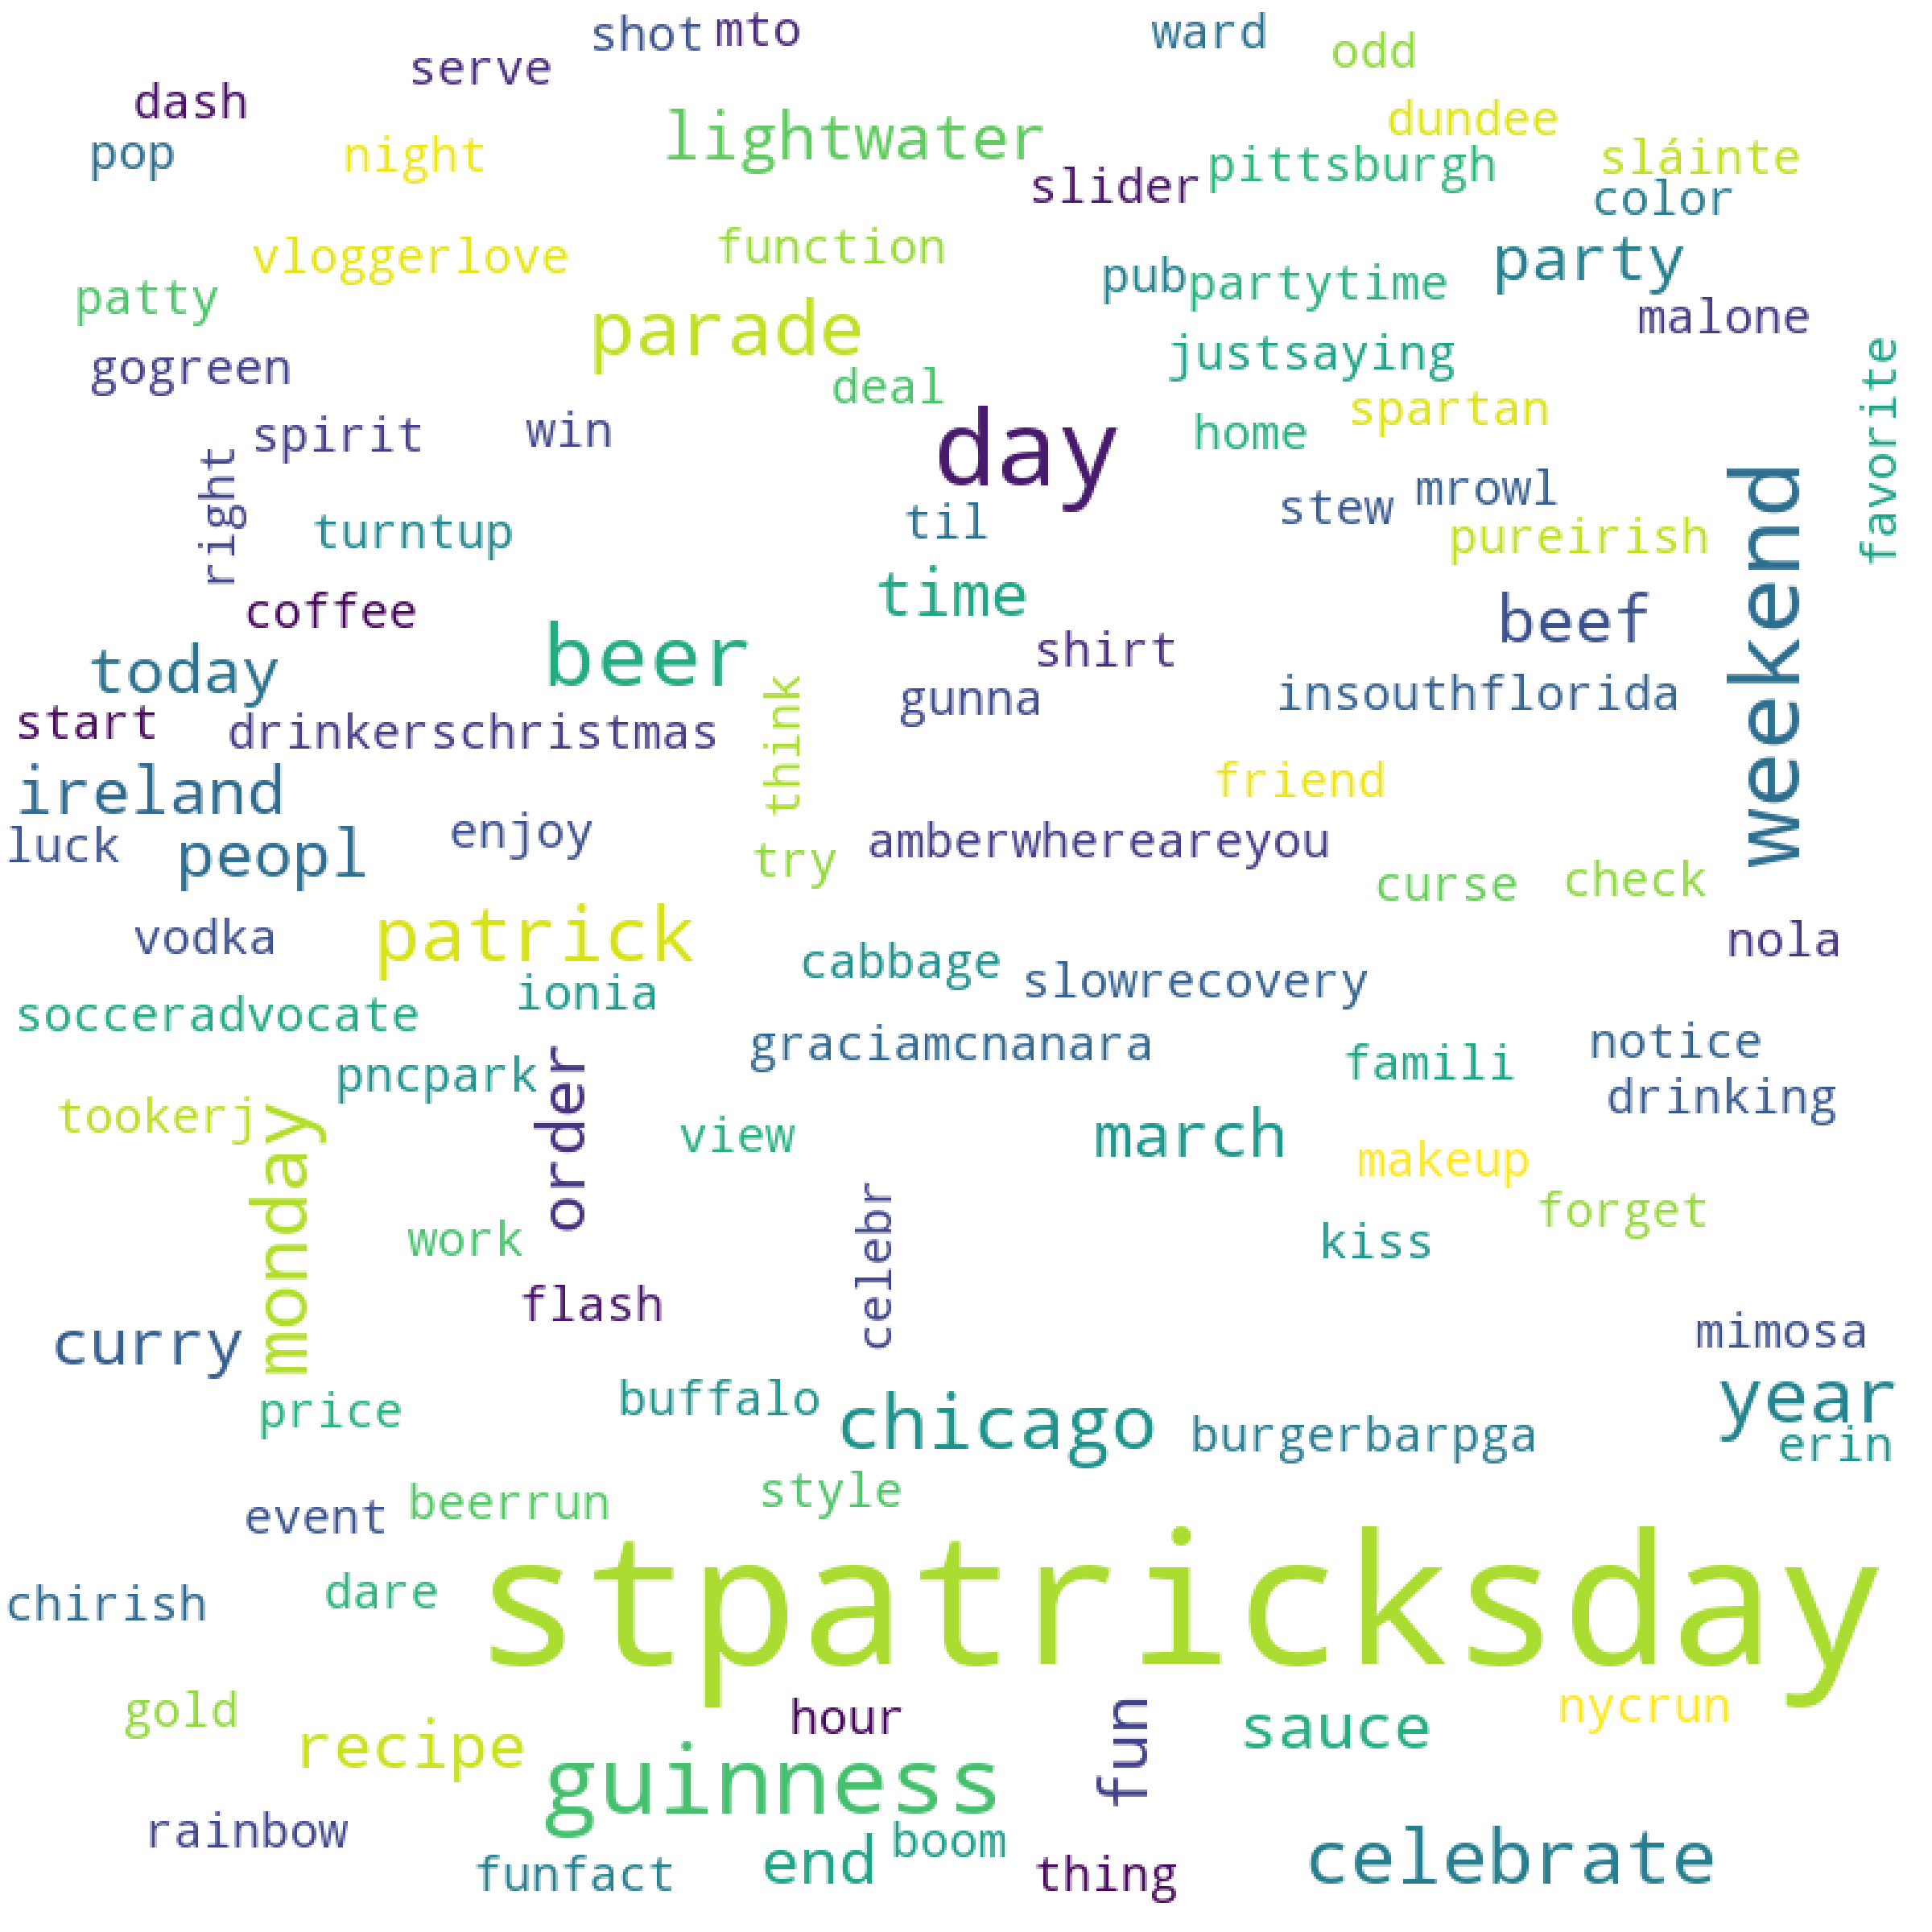 shot mto ward
odd
serve
dash
dundee
lightwater
pop night pittsburgh sláinte
slider color
vloggerlove function party
pub partytime
patty malone
parade
justsaying
gogreen deal
favorite
spartan
spirit win day home
right
mrowl
stew
turntup til pureirish
weekend
time
coffee beef
beer shirt
today
insouthflorida
gunna
start drinkerschristmas
think
ireland friend
luck enjoy amberwhereareyou
peopl try
curse check
vodka patrick nola
cabbage
slowrecovery
ionia
socceradvocate
graciamcnanara notice
pncpark famili
drinking
tookerj
order
view march
makeup
monday
forget
work kiss
celebr
flash
curry mimosa
price buffalo
chicago year
burgerbarpga erin
style
event beerrun
stpatricksday
chirish dare
gold hour nycrun
recipe fun sauce
guinness
rainbow boom
celebrate
funfact end thing